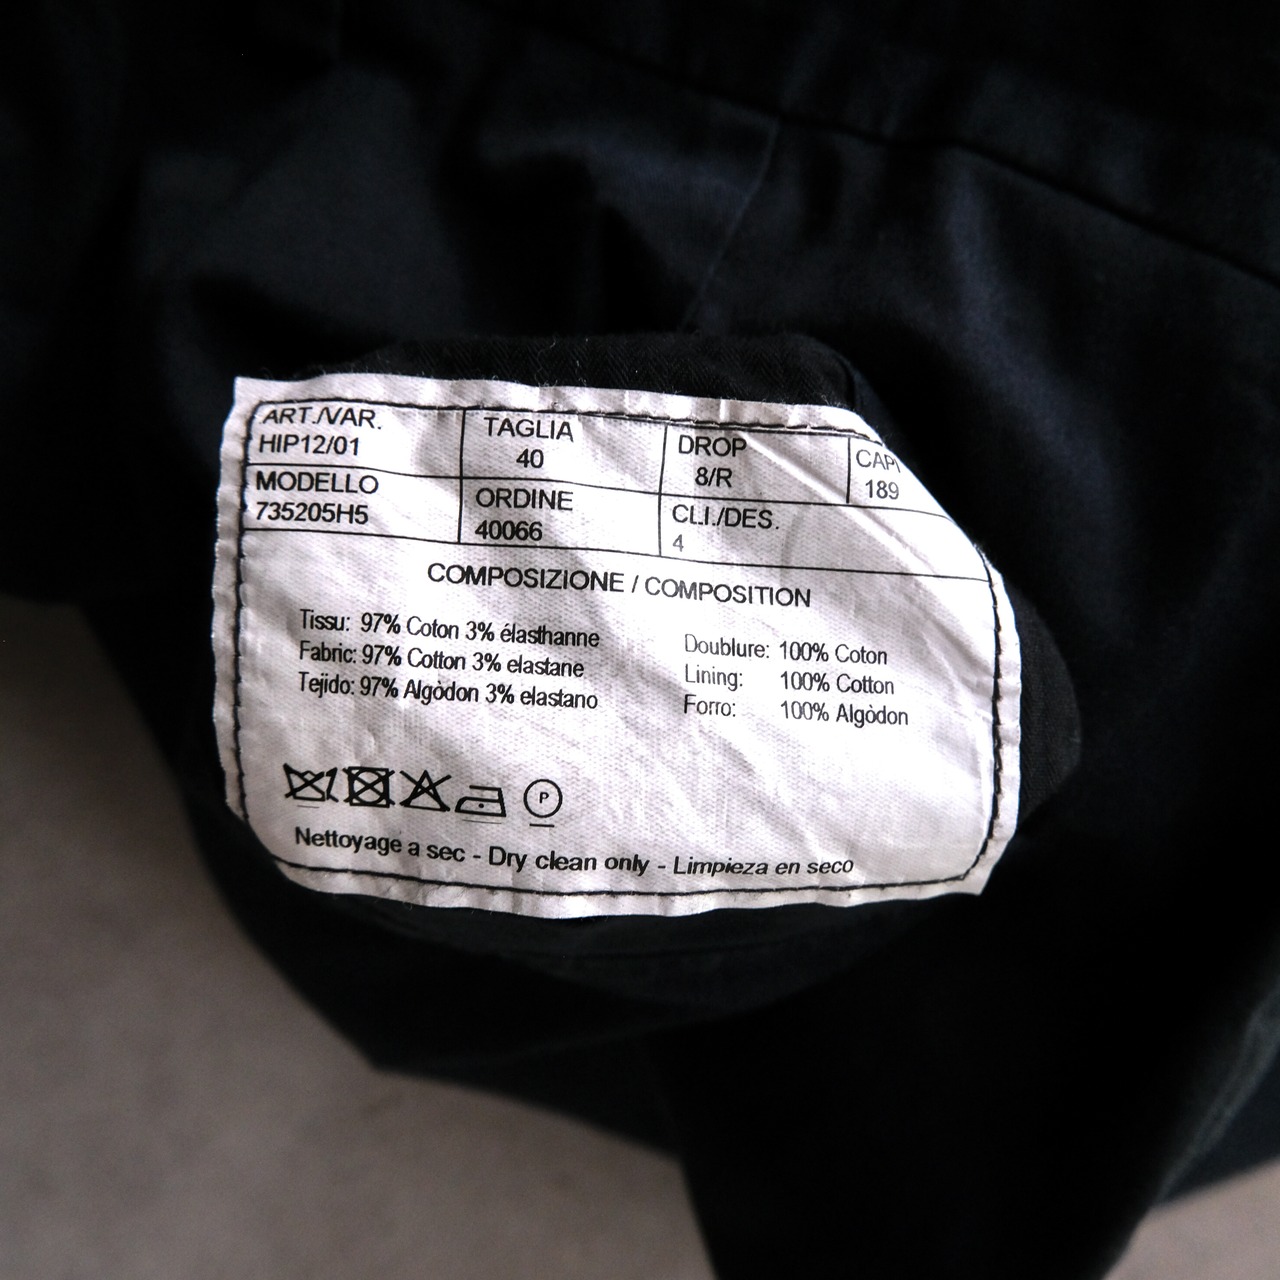 ART./VAR. TAGLIA DROP CAPI
HIP12/01 40 8/R 189
MODELLO ORDINE CLI./DES.
735205H5 40066 4
COMPOSIZIONE / COMPOSITION
Tissu: 97% Coton 3% élasthanne
Fabric: 97% Cotton 3% elastane
Tejido: 97% Algòdon 3% elastano
Doublure: 100% Coton
Lining: 100% Cotton
Forro: 100% Algòdon
P
Nettoyage a sec - Dry clean only - Limpieza en seco